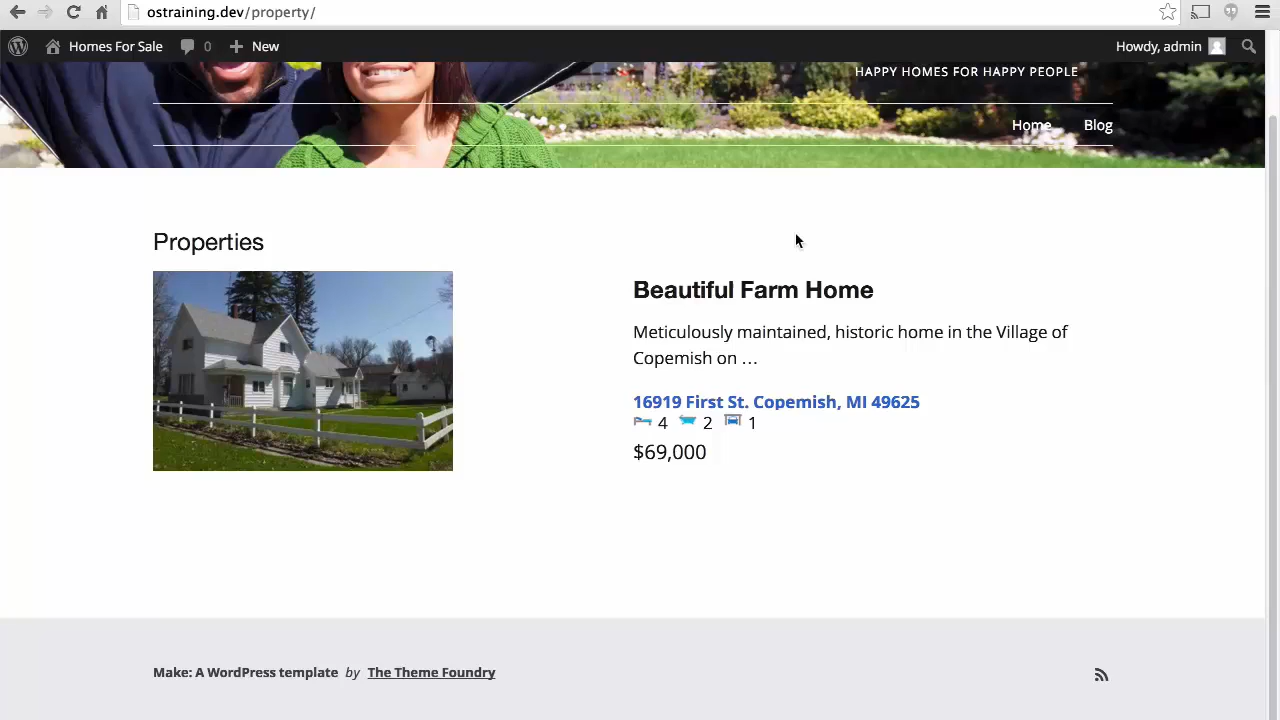 ostraining.dev/property/
Homes For Sale 0 New Howdy, admin
HAPPY HOMES FOR HAPPY PEOPLE
Home Blog
Properties
Beautiful Farm Home
Meticulously maintained, historic home in the Village of
Copemish on …
16919 First St. Copemish, MI 49625
4 2 1
$69,000
Make: A WordPress template by The Theme Foundry